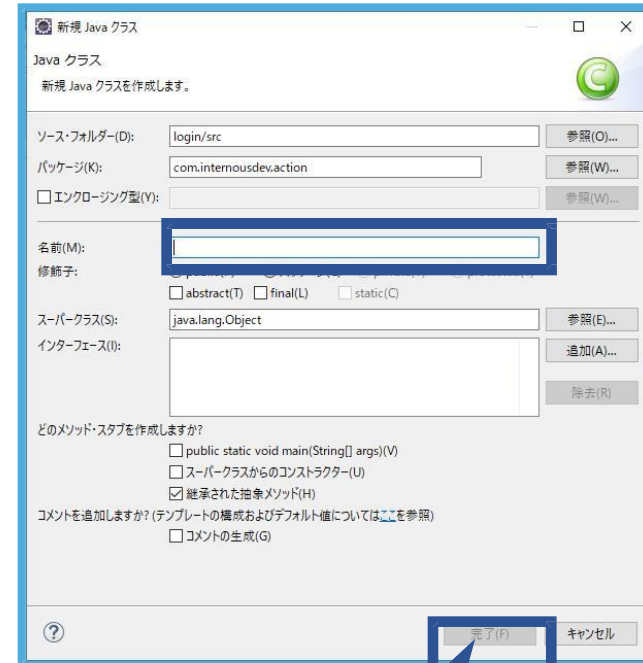 新規 Java クラス
Java クラス
新規 Java クラスを作成します。
ソース・フォルダー(D): login/src 参照(O)...
パッケージ(K): com.internousdev.action 参照(W)...
エンクロージング型(Y): 参照(W)...
名前(M):
修飾子:
abstract(T) final(L) static(C)
スーパークラス(S): java.lang.Object 参照(E)...
インターフェース(I): 追加(A)...
除去(R)
どのメソッド・スタブを作成しますか?
public static void main(String[] args)(V)
スーパークラスからのコンストラクター(U)
継承された抽象メソッド(H)
コメントを追加しますか? (テンプレートの構成およびデフォルト値についてはここを参照)
コメントの生成(G)
完了(F) キャンセル